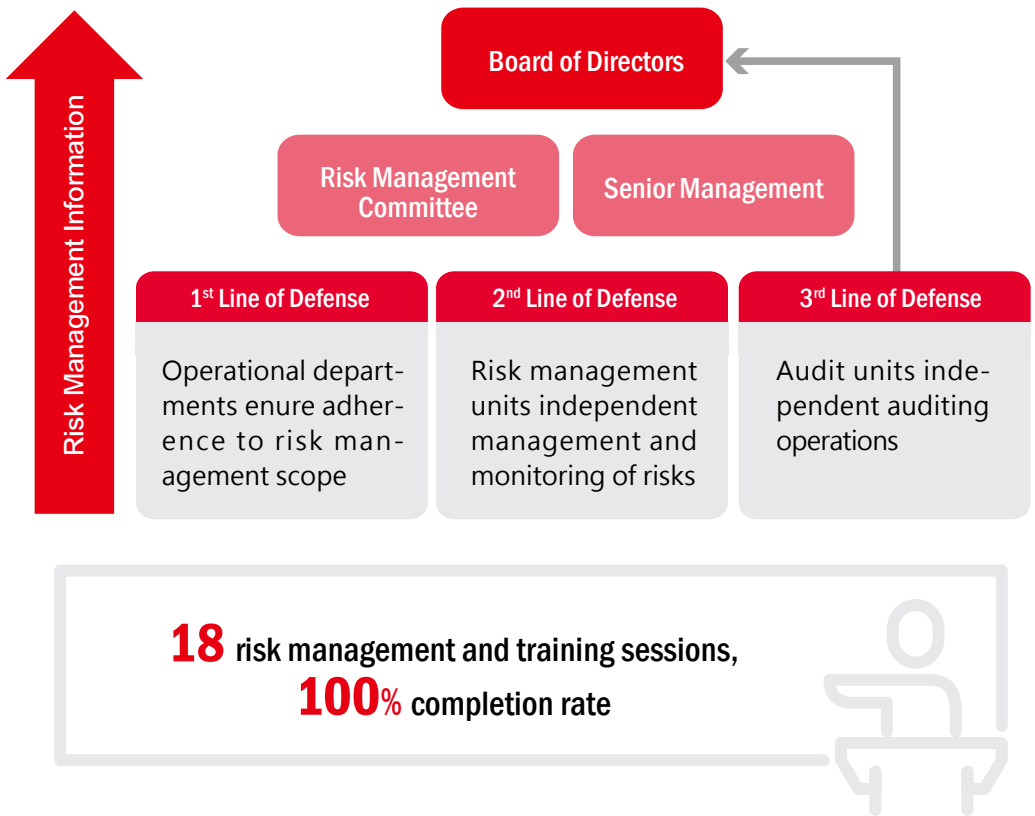 Risk Management Information
Board of Directors
Risk Management
Committee
Senior Management
1st Line of Defense
Operational depart-
ments enure adher-
ence to risk man-
agement scope
2nd Line of Defense
Risk management
units independent
management and
monitoring of risks
3rd Line of Defense
Audit units inde-
pendent auditing
operations
18 risk management and training sessions,
100% completion rate